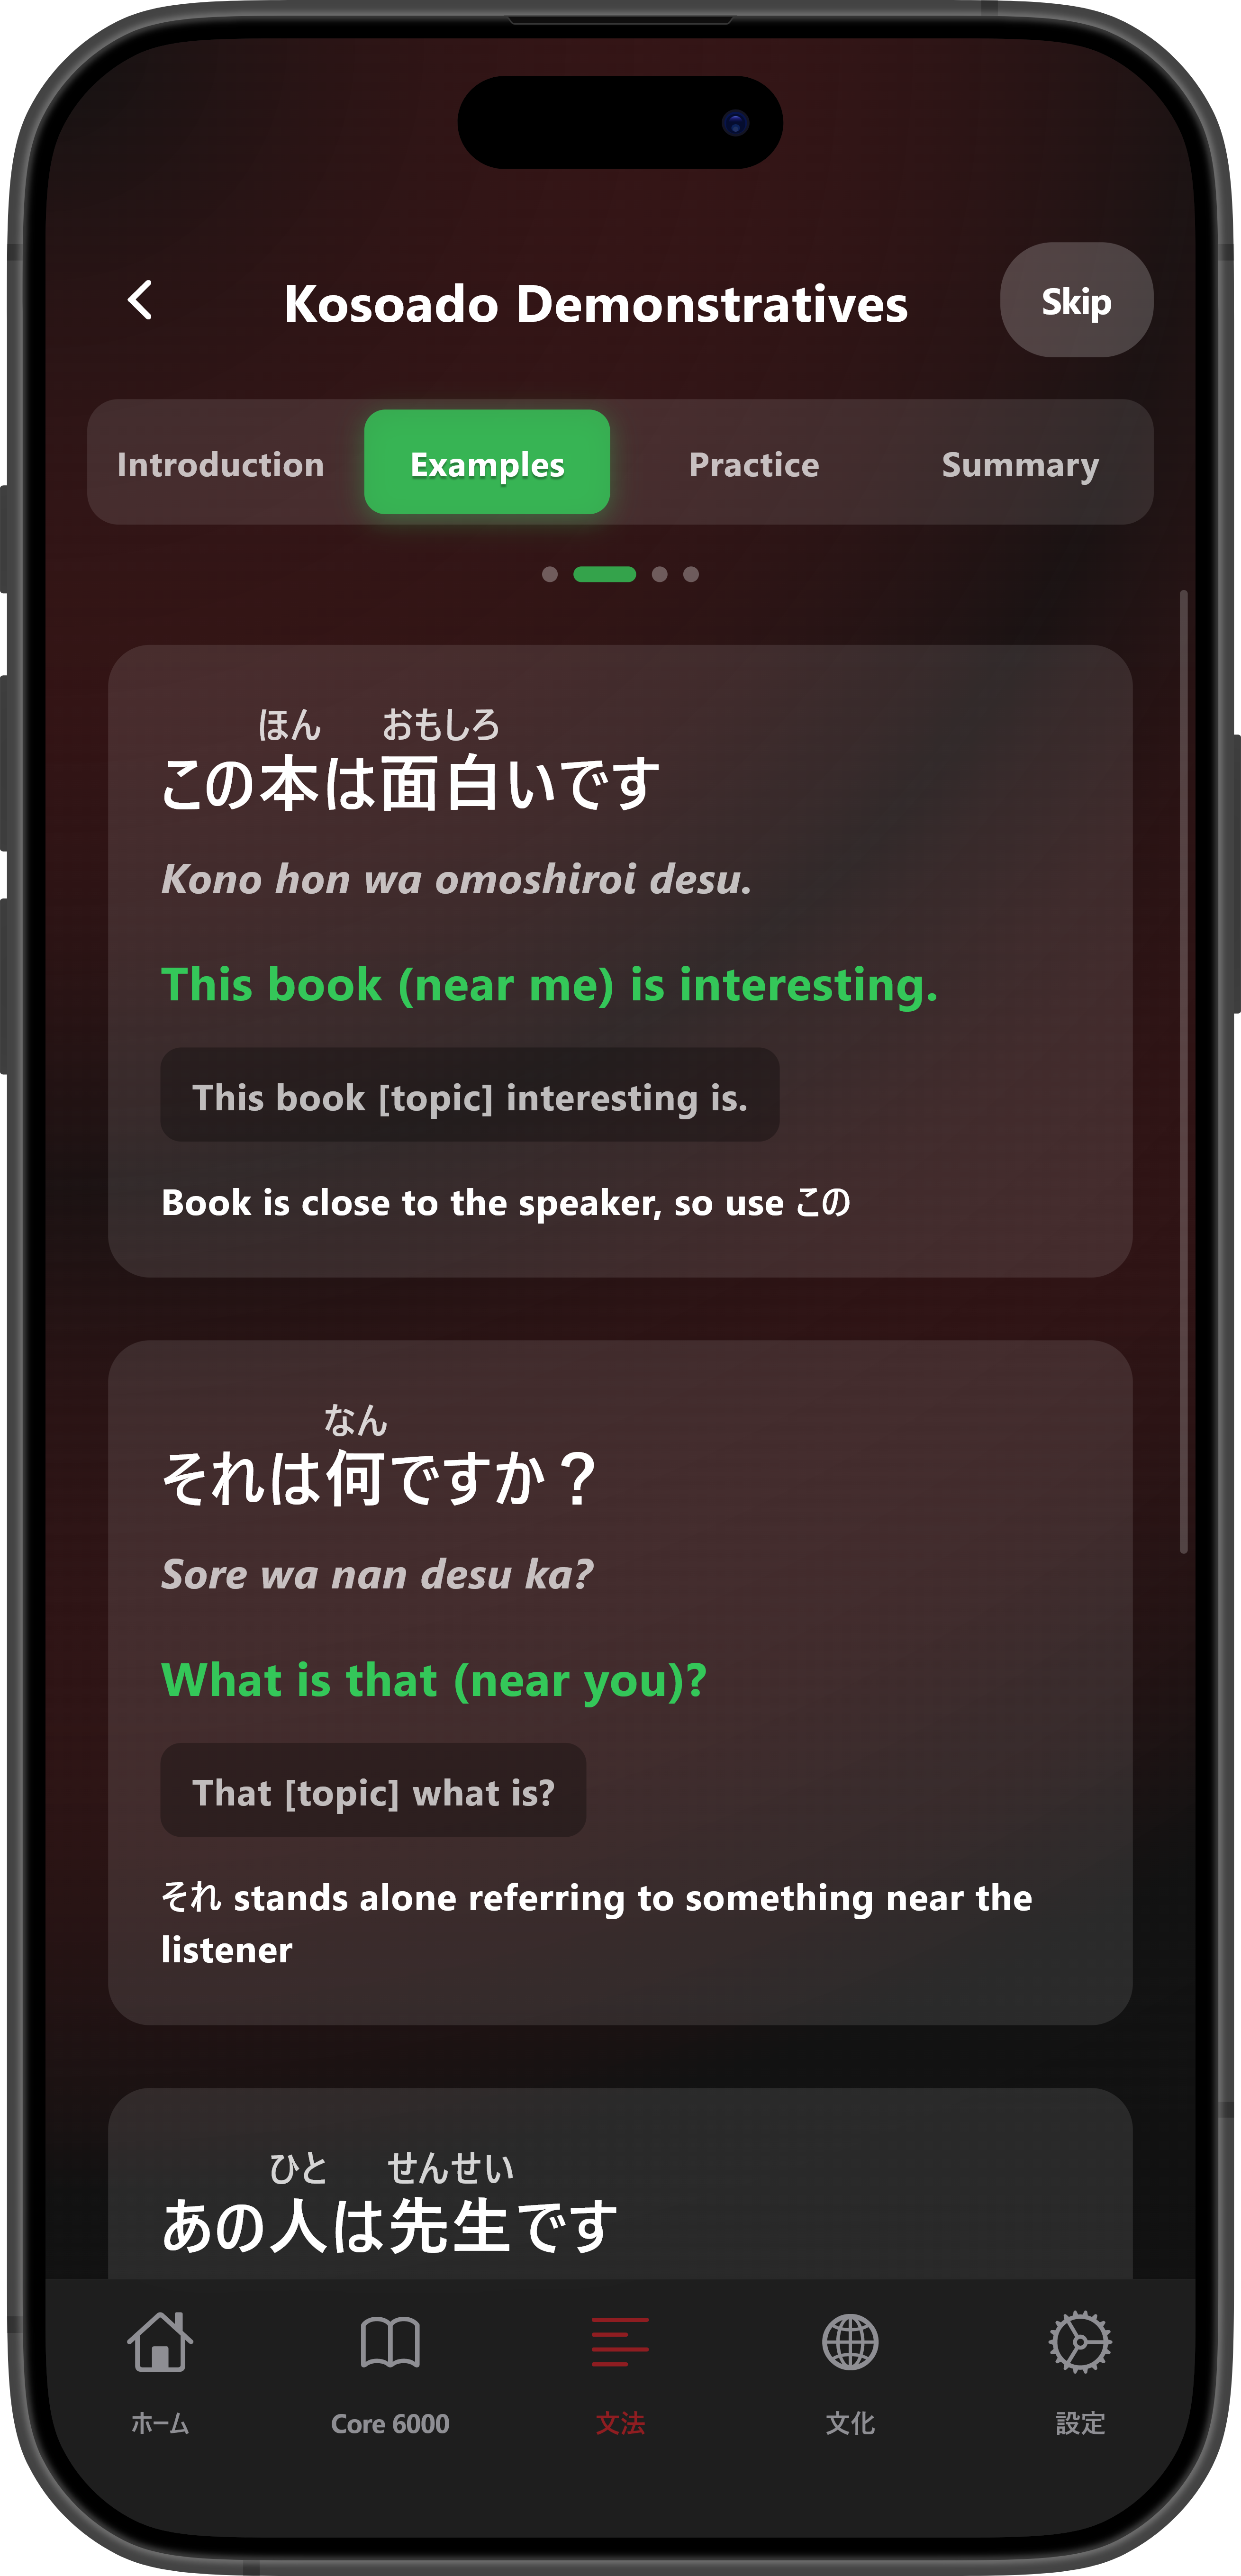 Kosoado Demonstratives
Skip
Introduction
Examples
Practice
Summary
ほん おもしろ
この本は面白いです
Kono hon wa omoshiroi desu.
This book (near me) is interesting.
This book [topic] interesting is.
Book is close to the speaker, so use この
なん
それは何ですか？
Sore wa nan desu ka?
What is that (near you)?
That [topic] what is?
それ stands alone referring to something near the
listener
ひと せんせい
あの人は先生です
ホーム
Core 6000
文法
文化
設定